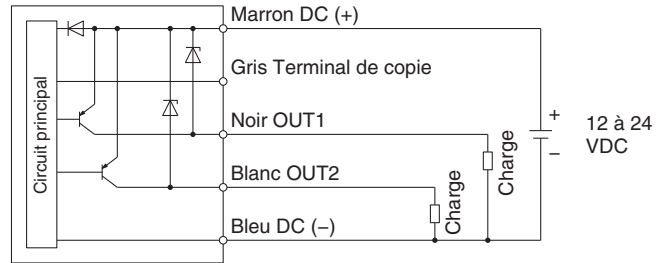 Marron DC (+)
Gris Terminal de copie
Circuit principal
Noir OUT1
Blanc OUT2
Bleu DC (−)
Charge
Charge
+
−
12 à 24
VDC